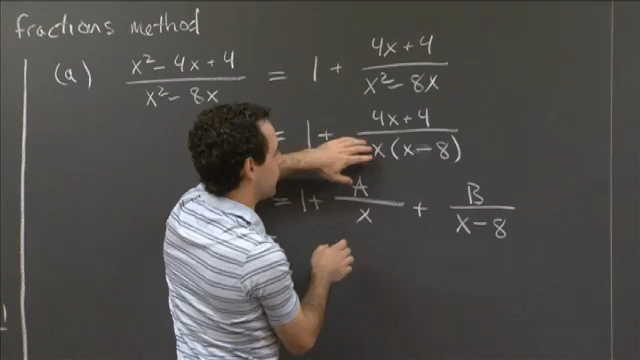 fractions method
(a) (x² - 4x + 4)/(x² - 8x) = 1 + (4x + 4)/(x² - 8x)
= 1 + (4x + 4)/(x(x - 8))
= 1 + A/x + B/(x - 8)